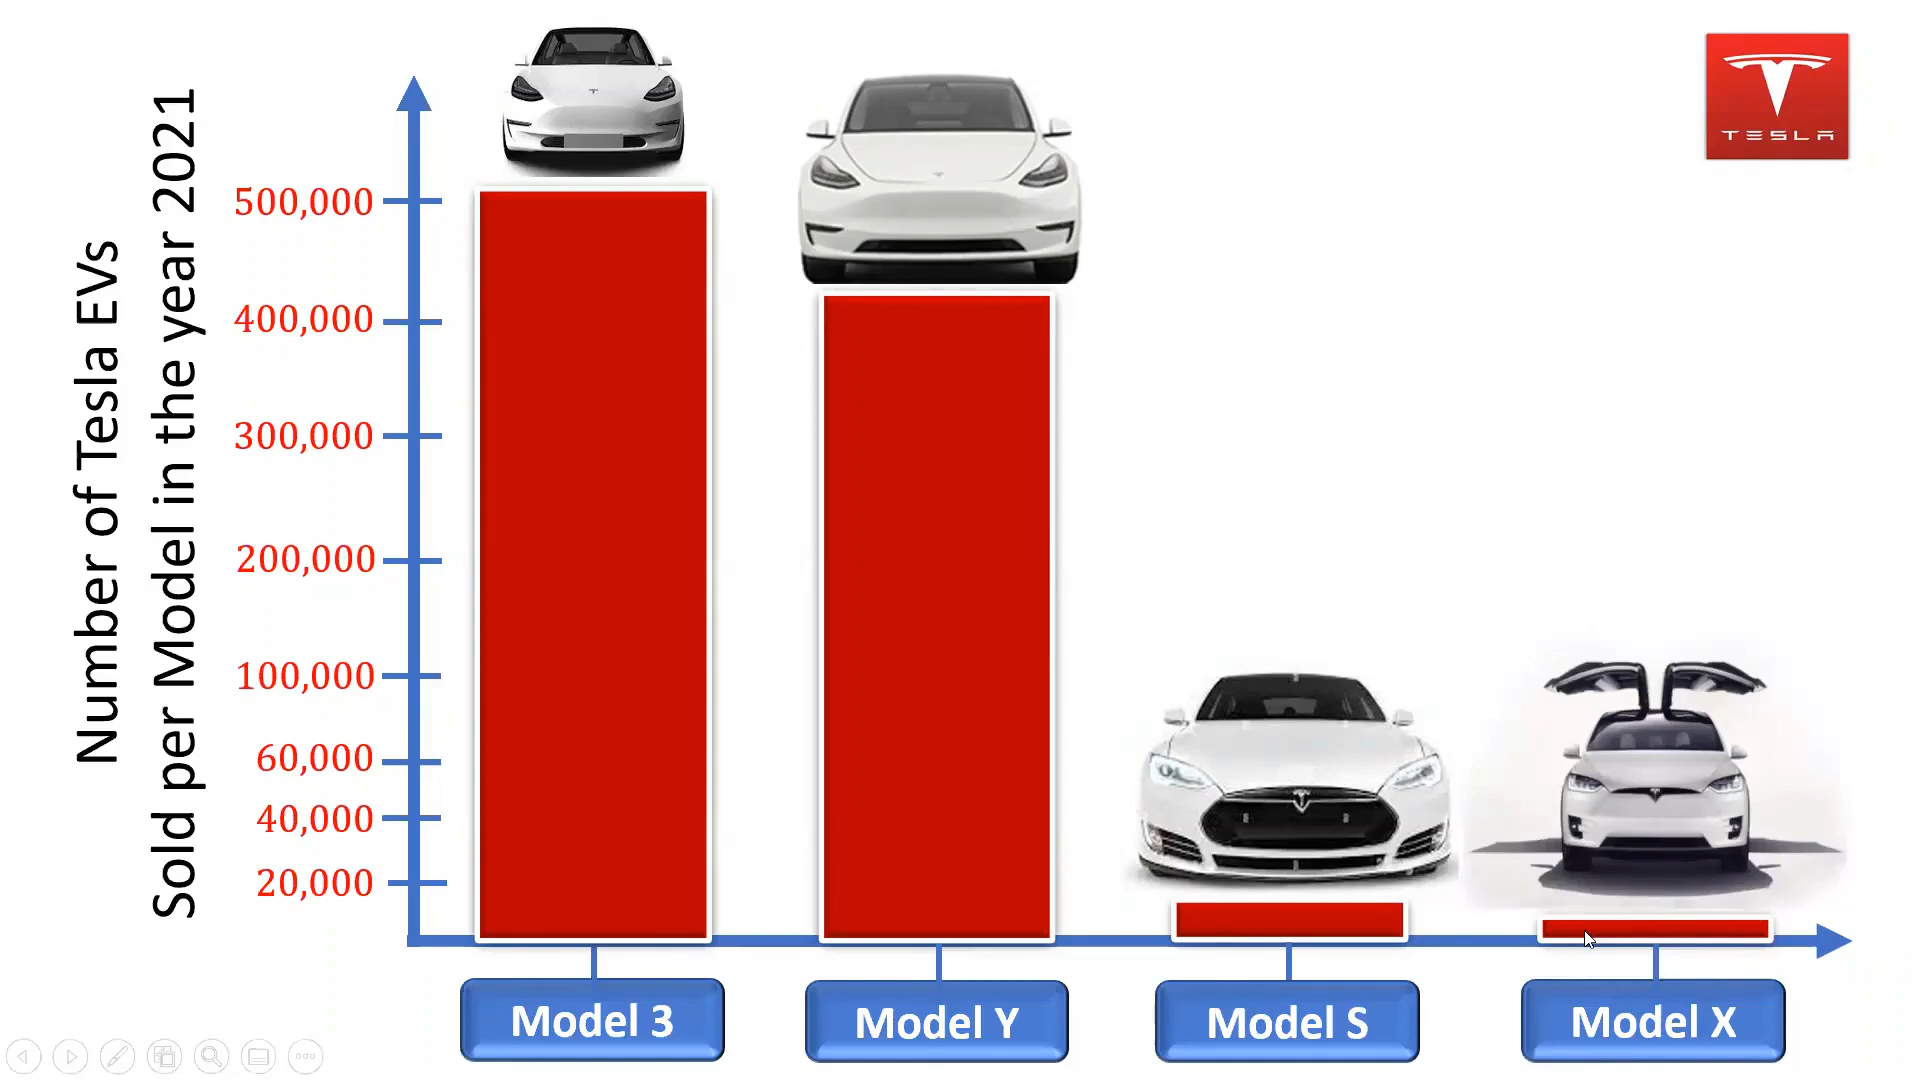 Number of Tesla EVs
Sold per Model in the year 2021
TESLA
500,000
400,000
300,000
200,000
100,000
60,000
40,000
20,000
Model 3
Model Y
Model S
Model X